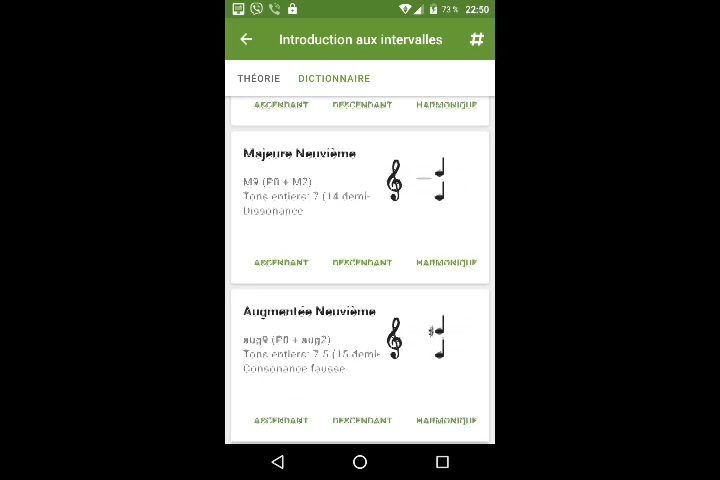 73 % 22:50
Introduction aux intervalles
THÉORIE DICTIONNAIRE
ASCENDANT DESCENDANT HARMONIQUE
Majeure Neuvième
M9 (P8 + M2)
Tons entiers: 7 (14 demi-
Dissonance
ASCENDANT DESCENDANT HARMONIQUE
Augmentée Neuvième
aug9 (P8 + aug2)
Tons entiers: 7.5 (15 demi-
Consonance fausse
ASCENDANT DESCENDANT HARMONIQUE